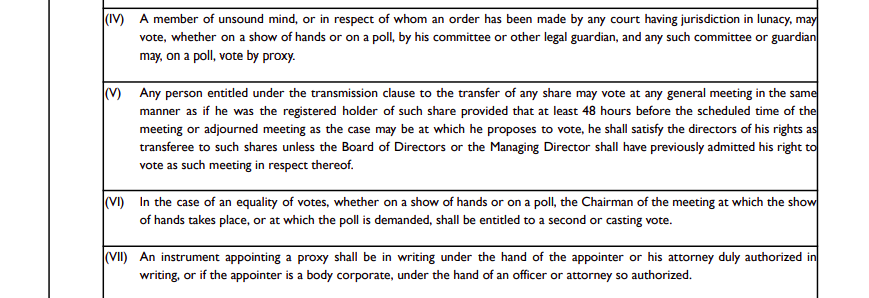 (IV) A member of unsound mind, or in respect of whom an order has been made by any court having jurisdiction in lunacy, may
vote, whether on a show of hands or on a poll, by his committee or other legal guardian, and any such committee or guardian
may, on a poll, vote by proxy.
(V) Any person entitled under the transmission clause to the transfer of any share may vote at any general meeting in the same
manner as if he was the registered holder of such share provided that at least 48 hours before the scheduled time of the
meeting or adjourned meeting as the case may be at which he proposes to vote, he shall satisfy the directors of his rights as
transferee to such shares unless the Board of Directors or the Managing Director shall have previously admitted his right to
vote as such meeting in respect thereof.
(VI) In the case of an equality of votes, whether on a show of hands or on a poll, the Chairman of the meeting at which the show
of hands takes place, or at which the poll is demanded, shall be entitled to a second or casting vote.
(VII) An instrument appointing a proxy shall be in writing under the hand of the appointer or his attorney duly authorized in
writing, or if the appointer is a body corporate, under the hand of an officer or attorney so authorized.